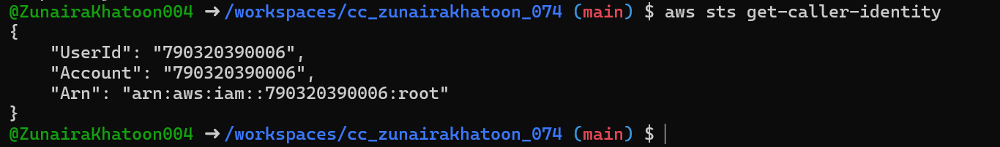 @ZunairaKhatoon004 ➜ /workspaces/cc_zunairakhatoon_074 (main) $ aws sts get-caller-identity
{
    "UserId": "790320390006",
    "Account": "790320390006",
    "Arn": "arn:aws:iam::790320390006:root"
}
@ZunairaKhatoon004 ➜ /workspaces/cc_zunairakhatoon_074 (main) $